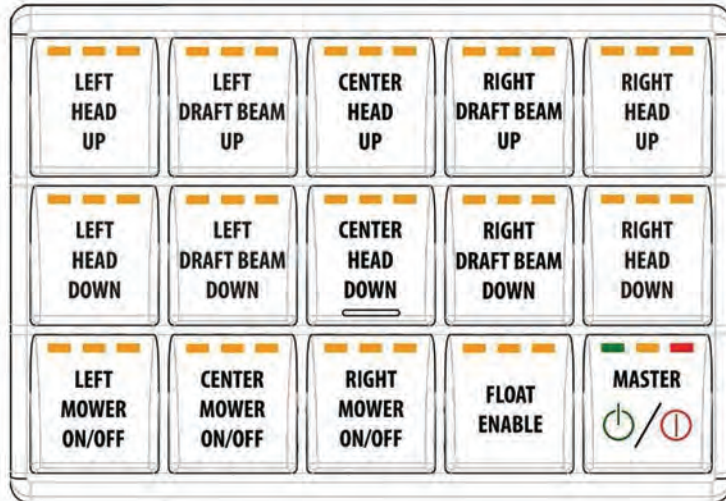 LEFT
HEAD
UP
LEFT
DRAFT BEAM
UP
CENTER
HEAD
UP
RIGHT
DRAFT BEAM
UP
RIGHT
HEAD
UP
LEFT
HEAD
DOWN
LEFT
DRAFT BEAM
DOWN
CENTER
HEAD
DOWN
RIGHT
DRAFT BEAM
DOWN
RIGHT
HEAD
DOWN
LEFT
MOWER
ON/OFF
CENTER
MOWER
ON/OFF
RIGHT
MOWER
ON/OFF
FLOAT
ENABLE
MASTER